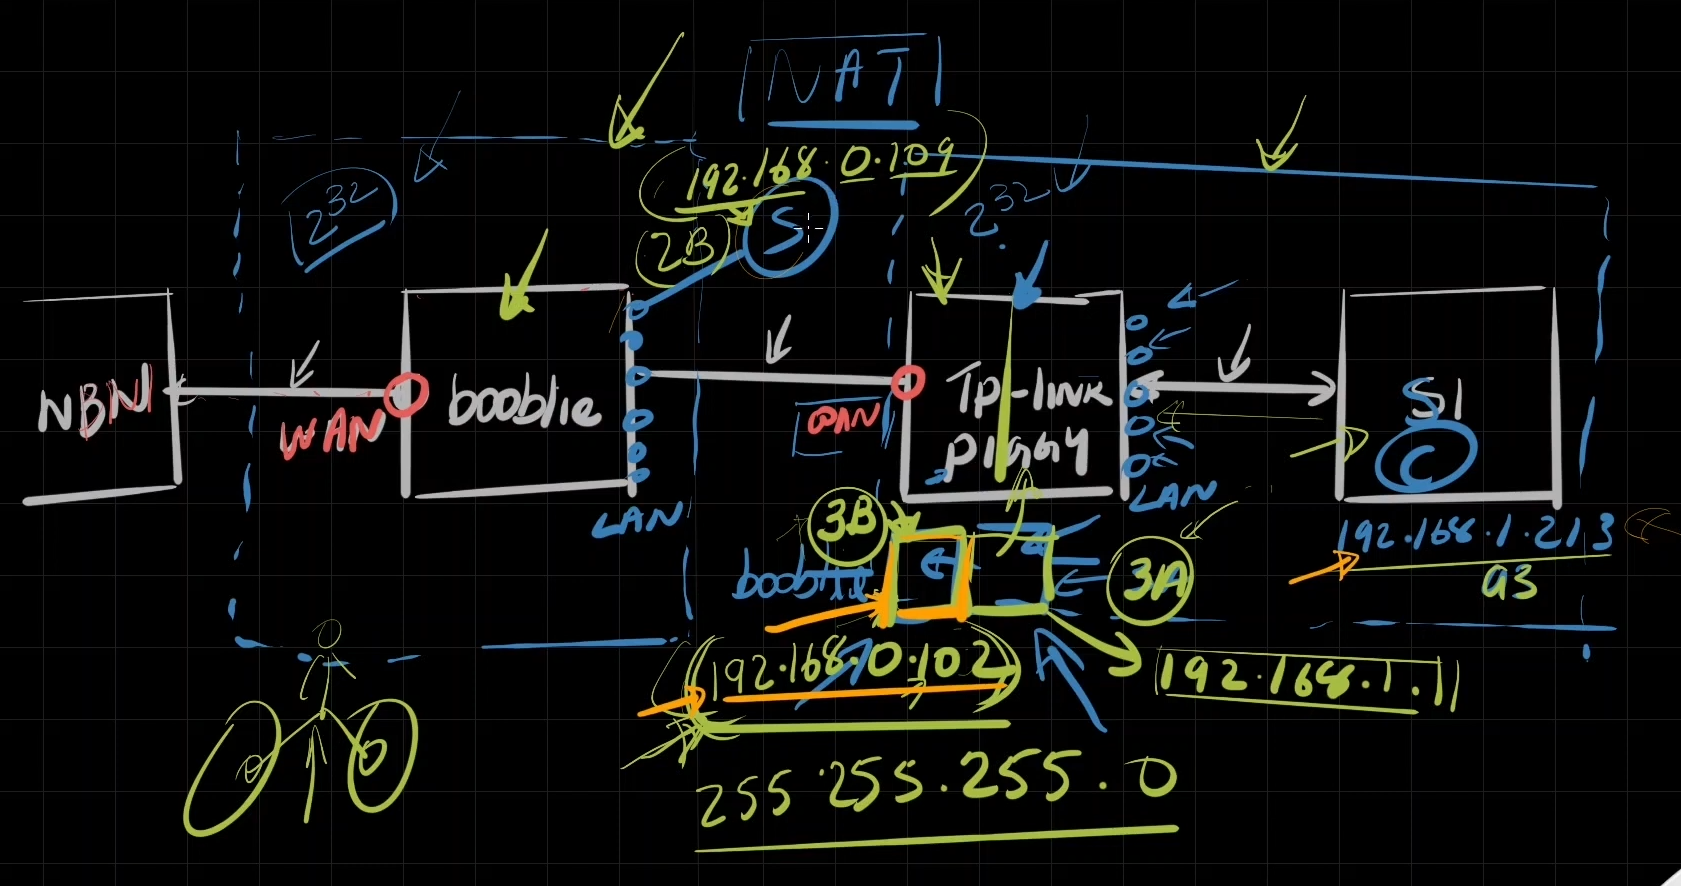 NAT
2^32
192.168.0.109
2^32
2B
S
NBN
WAN
booblie
LAN
WAN
TP-link
piggy
LAN
S1
C
3B
booblie
3A
192.168.1.213
a3
192.168.0.102
192.168.1.1
255.255.255.0